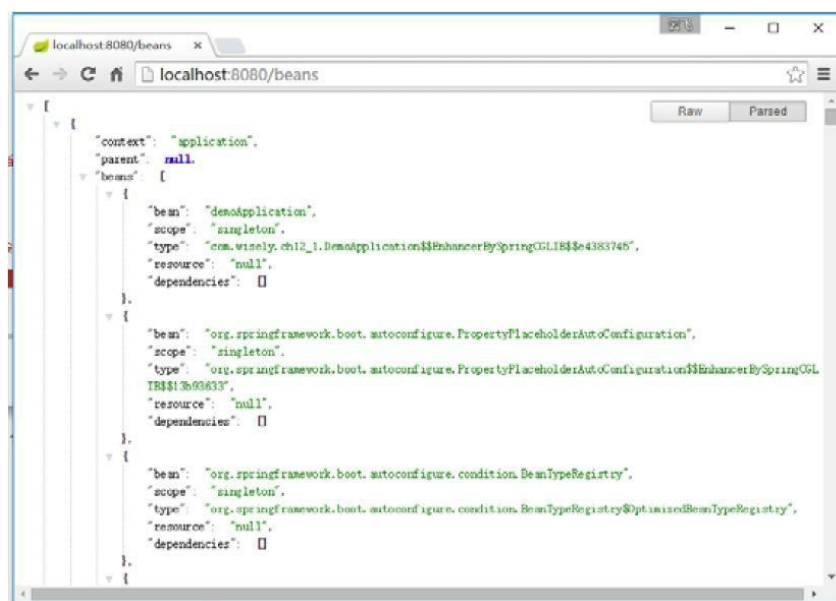 localhost:8080/beans
localhost:8080/beans
Raw Parsed
[
{
"context": "application",
"parent": null,
"beans": [
{
"bean": "demoApplication",
"scope": "singleton",
"type": "com.wisely.ch12_1.DemoApplication$$EnhancerBySpringCGLIB$$e4383746",
"resource": "null",
"dependencies": []
},
{
"bean": "org.springframework.boot.autoconfigure.PropertyPlaceholderAutoConfiguration",
"scope": "singleton",
"type": "org.springframework.boot.autoconfigure.PropertyPlaceholderAutoConfiguration$$EnhancerBySpringCG
LIB$$13b93633",
"resource": "null",
"dependencies": []
},
{
"bean": "org.springframework.boot.autoconfigure.condition.BeanTypeRegistry",
"scope": "singleton",
"type": "org.springframework.boot.autoconfigure.condition.BeanTypeRegistry$OptimizedBeanTypeRegistry",
"resource": "null",
"dependencies": []
},
{